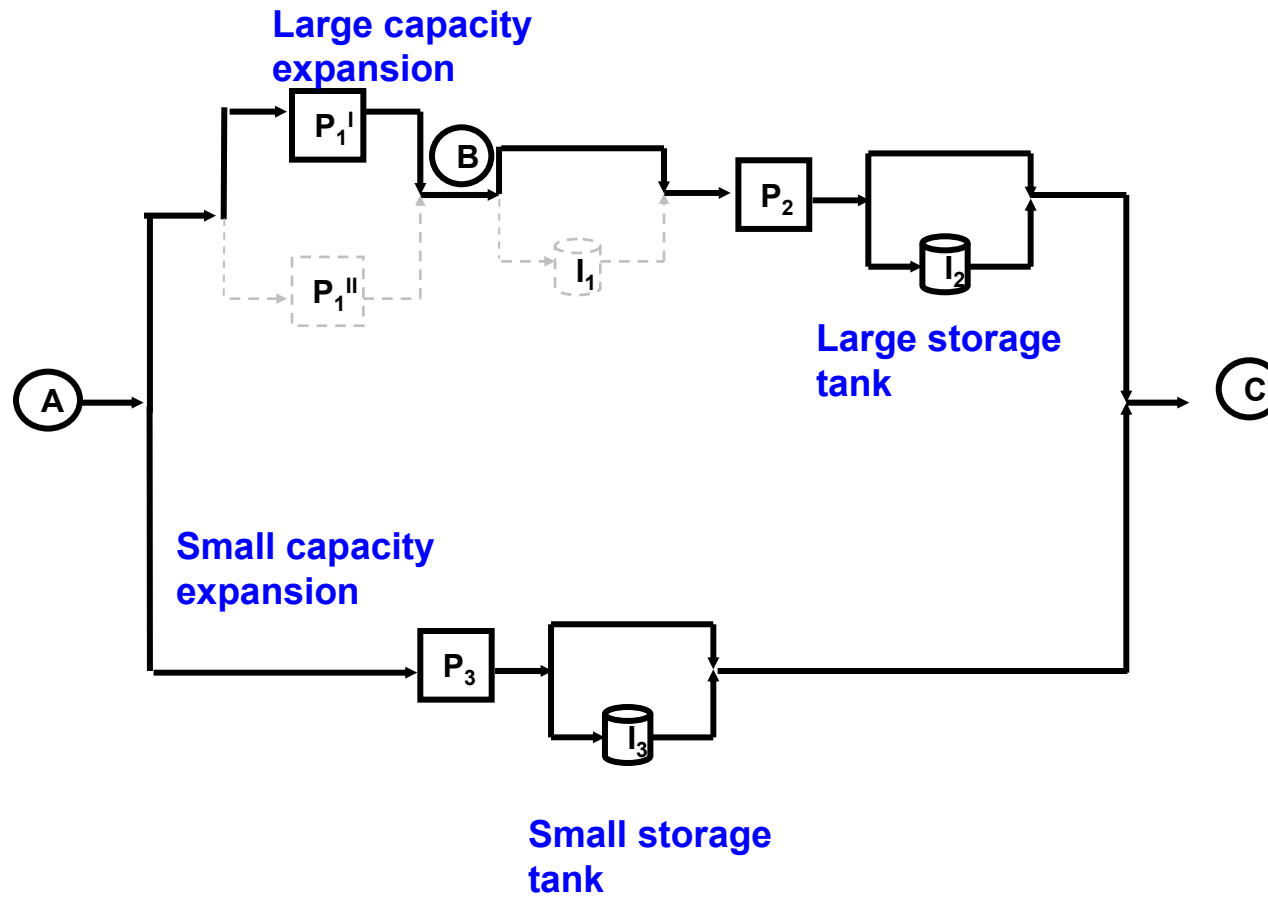 Large capacity
expansion
P₁ᴵ
B
P₂
I₁
P₁ᴵᴵ
I₂
Large storage
tank
A
C
Small capacity
expansion
P₃
I₃
Small storage
tank